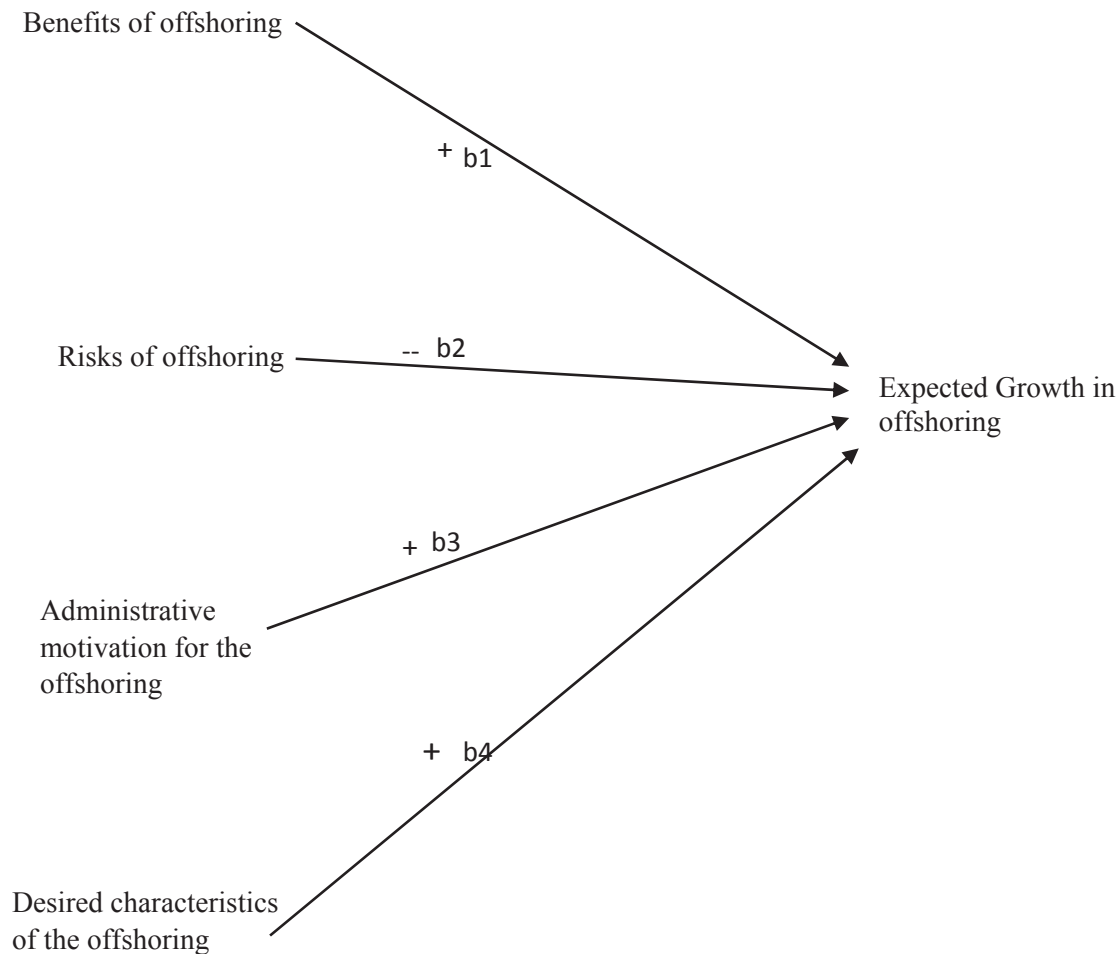 Benefits of offshoring
+ b1
Risks of offshoring
-- b2
Expected Growth in
offshoring
+ b3
Administrative
motivation for the
offshoring
+ b4
Desired characteristics
of the offshoring